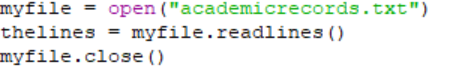 myfile = open("academicrecords.txt")
thelines = myfile.readlines()
myfile.close()